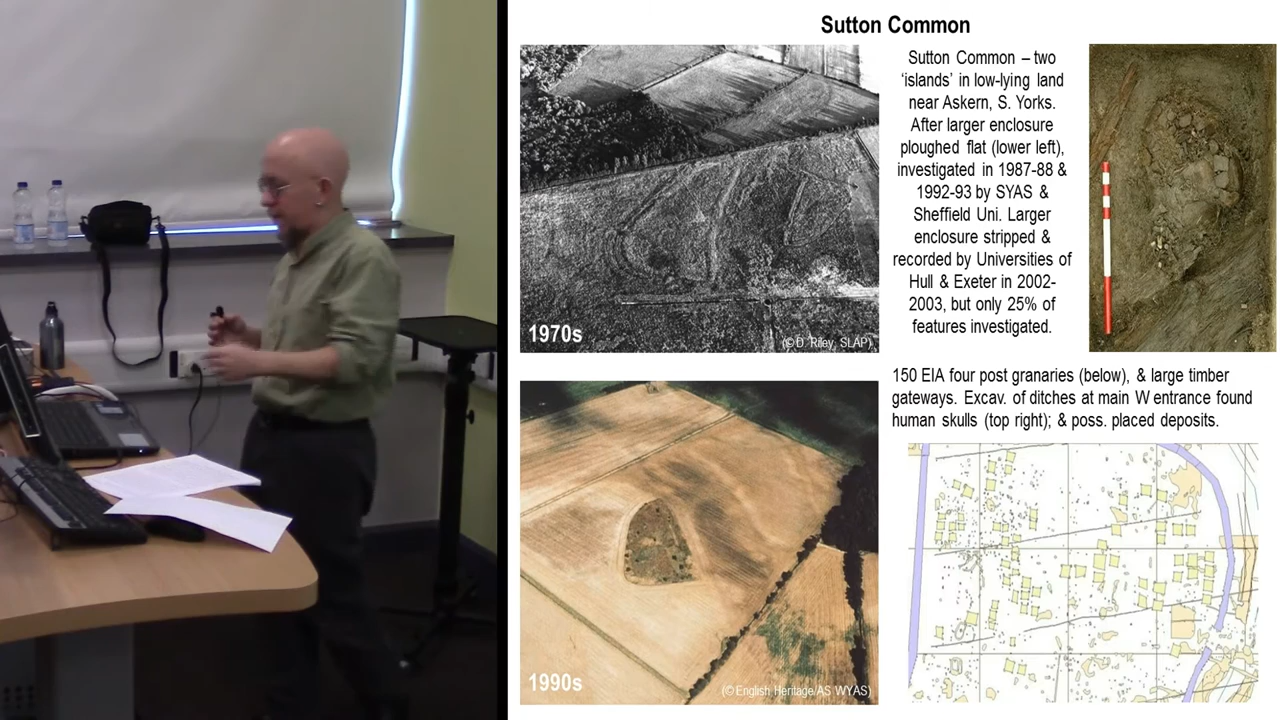 Sutton Common
Sutton Common – two
‘islands’ in low-lying land
near Askern, S. Yorks.
After larger enclosure
ploughed flat (lower left),
investigated in 1987-88 &
1992-93 by SYAS &
Sheffield Uni. Larger
enclosure stripped &
recorded by Universities of
Hull & Exeter in 2002-
2003, but only 25% of
features investigated.
1970s
(© D. Riley, SLAP)
150 EIA four post granaries (below), & large timber
gateways. Excav. of ditches at main W entrance found
human skulls (top right); & poss. placed deposits.
1990s
(© English Heritage/AS WYAS)